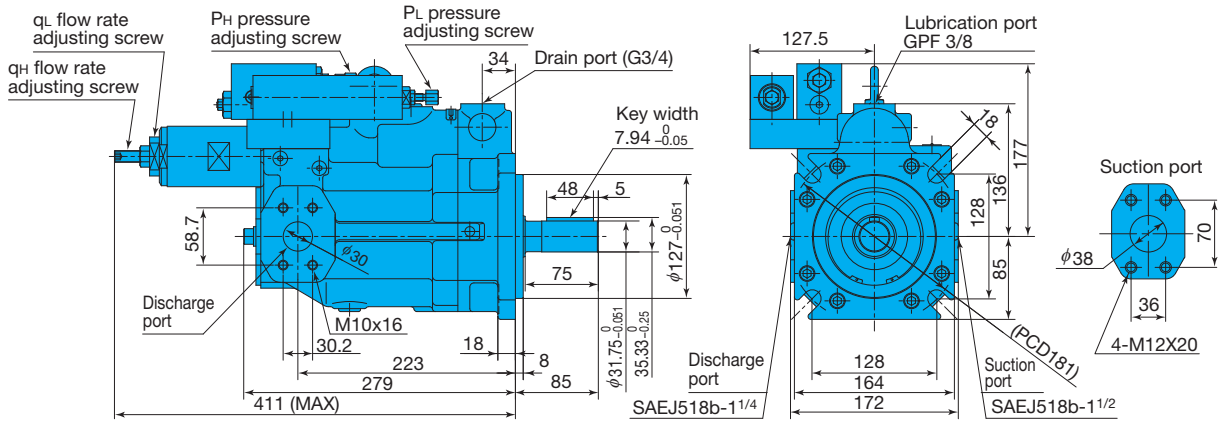 qL flow rate
adjusting screw
qH flow rate
adjusting screw
PH pressure
adjusting screw
PL pressure
adjusting screw
Drain port (G3/4)
34
Key width
7.94 0 -0.05
48
5
58.7
φ30
Discharge
port
M10x16
30.2
18
223
8
279
85
411 (MAX)
75
φ127 0 -0.051
φ31.75 0 -0.051
35.33 0 -0.25
127.5
Lubrication port
GPF 3/8
18
177
136
128
85
(PCD181)
Discharge
port
SAEJ518b-1 1/4
128
164
172
Suction
port
SAEJ518b-1 1/2
Suction port
φ38
70
36
4-M12X20